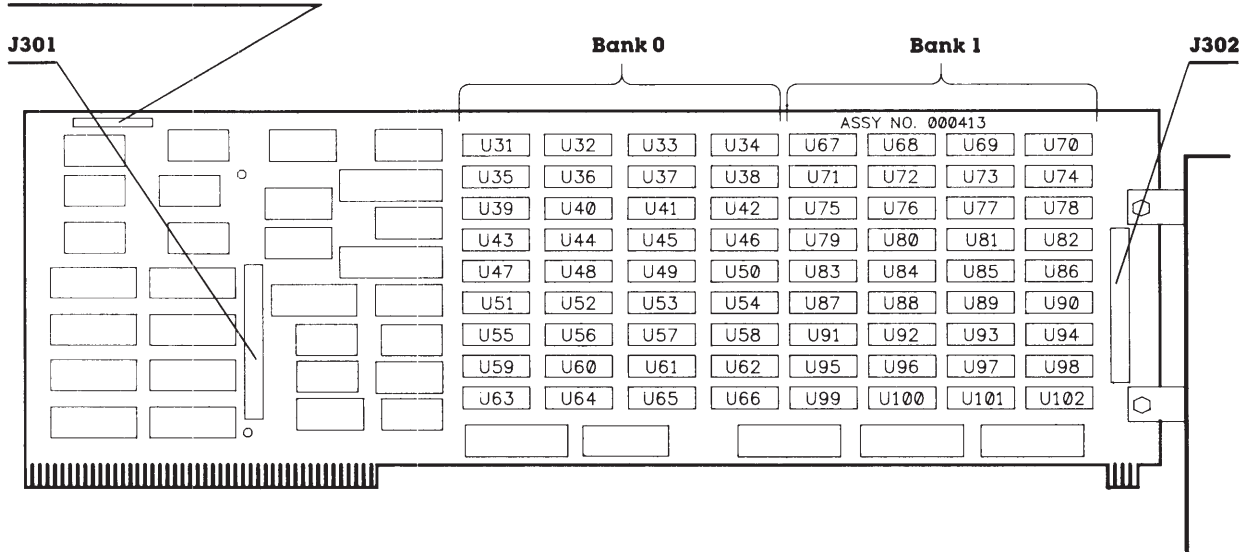 J301 Bank 0 Bank 1 J302
ASSY NO. 000413
U31 U32 U33 U34 U67 U68 U69 U70
U35 U36 U37 U38 U71 U72 U73 U74
U39 U40 U41 U42 U75 U76 U77 U78
U43 U44 U45 U46 U79 U80 U81 U82
U47 U48 U49 U50 U83 U84 U85 U86
U51 U52 U53 U54 U87 U88 U89 U90
U55 U56 U57 U58 U91 U92 U93 U94
U59 U60 U61 U62 U95 U96 U97 U98
U63 U64 U65 U66 U99 U100 U101 U102